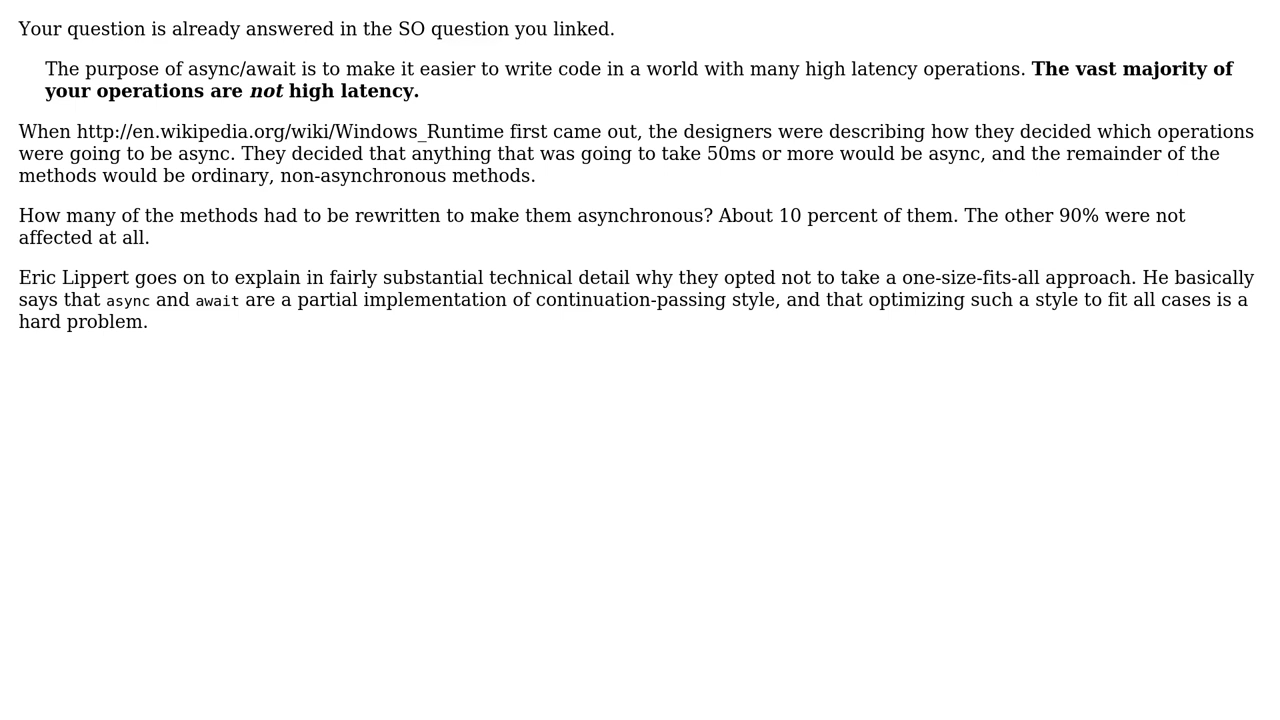 Your question is already answered in the SO question you linked.
The purpose of async/await is to make it easier to write code in a world with many high latency operations. The vast majority of
your operations are not high latency.
When http://en.wikipedia.org/wiki/Windows_Runtime first came out, the designers were describing how they decided which operations
were going to be async. They decided that anything that was going to take 50ms or more would be async, and the remainder of the
methods would be ordinary, non-asynchronous methods.
How many of the methods had to be rewritten to make them asynchronous? About 10 percent of them. The other 90% were not
affected at all.
Eric Lippert goes on to explain in fairly substantial technical detail why they opted not to take a one-size-fits-all approach. He basically
says that async and await are a partial implementation of continuation-passing style, and that optimizing such a style to fit all cases is a
hard problem.